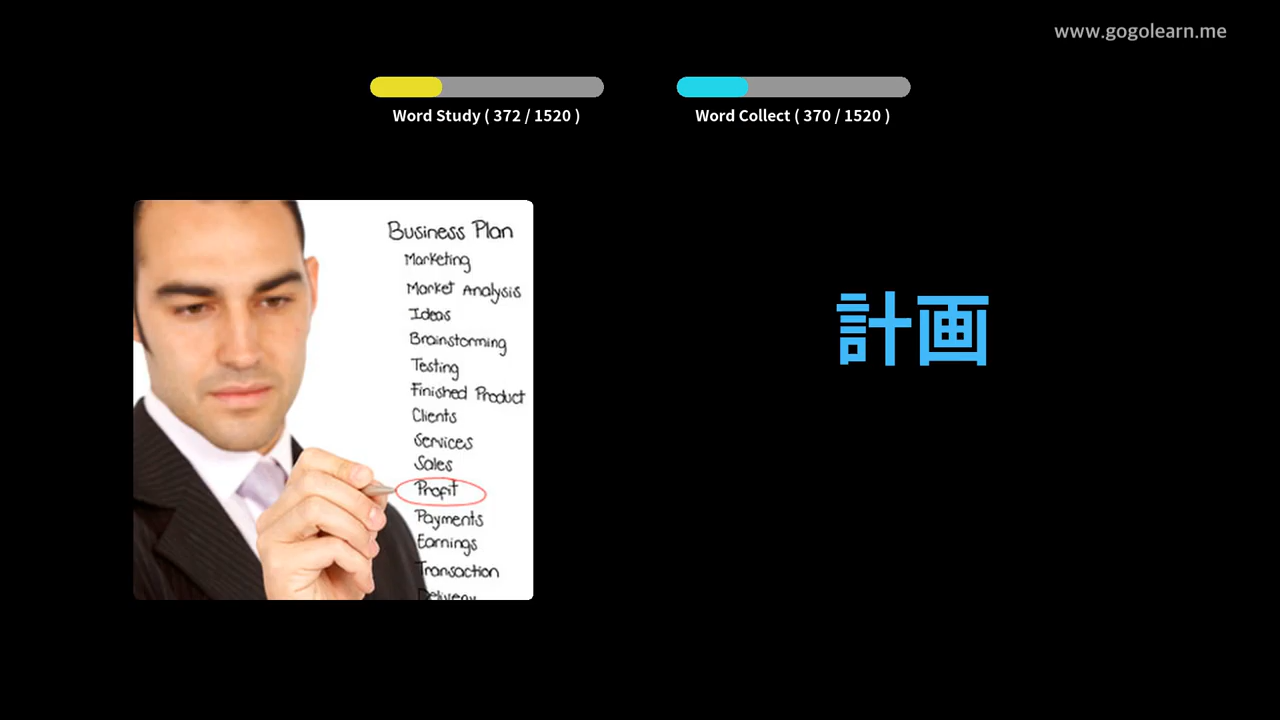 www.gogolearn.me
Word Study ( 372 / 1520 )
Word Collect ( 370 / 1520 )
Business Plan
Marketing
Market Analysis
Ideas
Brainstorming
Testing
Finished Product
Clients
Services
Sales
Profit
Payments
Earnings
Transaction
Delivery
計画